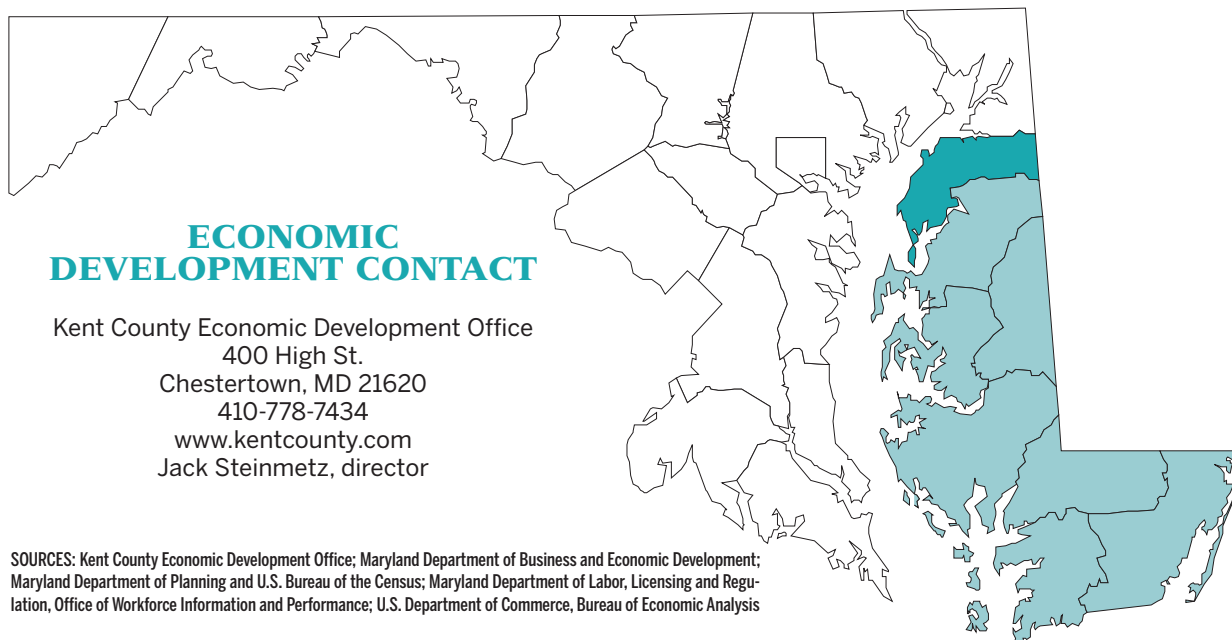 ECONOMIC
DEVELOPMENT CONTACT
Kent County Economic Development Office
400 High St.
Chestertown, MD 21620
410-778-7434
www.kentcounty.com
Jack Steinmetz, director
SOURCES: Kent County Economic Development Office; Maryland Department of Business and Economic Development;
Maryland Department of Planning and U.S. Bureau of the Census; Maryland Department of Labor, Licensing and Regu-
lation, Office of Workforce Information and Performance; U.S. Department of Commerce, Bureau of Economic Analysis